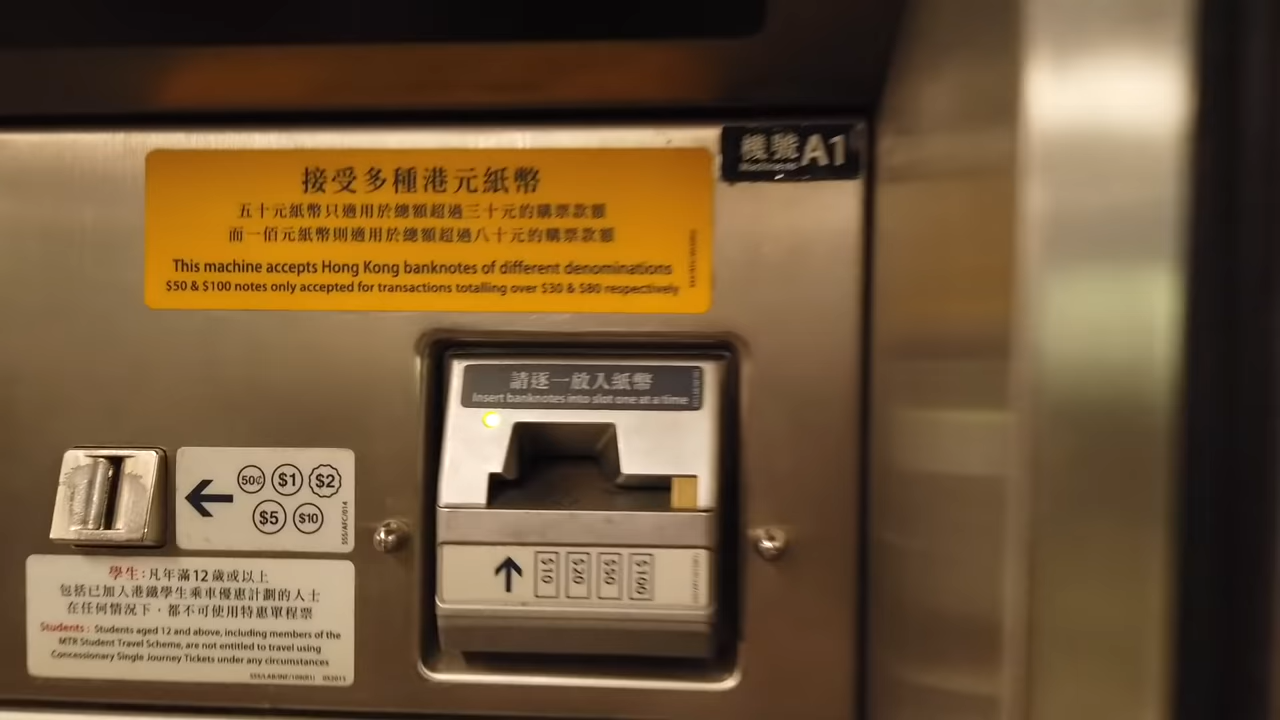 接受多種港元紙幣
五十元紙幣只適用於總額超過三十元的購票款額
而一佰元紙幣則適用於總額超過八十元的購票款額
This machine accepts Hong Kong banknotes of different denominations
$50 & $100 notes only accepted for transactions totalling over $30 & $80 respectively
機號 A1
請逐一放入紙幣
Insert banknotes into slot one at a time
50¢ $1 $2
$5 $10
SSS/AFC/014
$10 $20 $50 $100
學生:凡年滿12歲或以上
包括已加入港鐵學生乘車優惠計劃的人士
在任何情況下,都不可使用特惠單程票
Students: Students aged 12 and above, including members of the
MTR Student Travel Scheme, are not entitled to travel using
Concessionary Single Journey Tickets under any circumstances